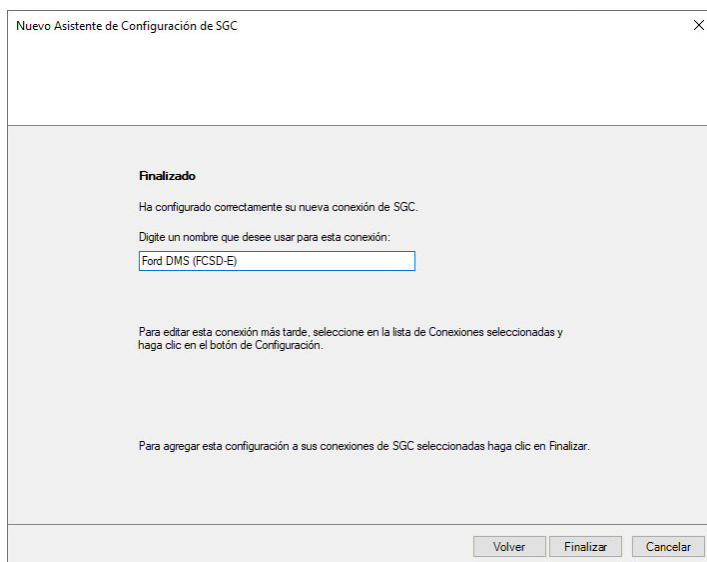 Nuevo Asistente de Configuración de SGC
Finalizado
Ha configurado correctamente su nueva conexión de SGC.
Digite un nombre que desee usar para esta conexión:
Ford DMS (FCSD-E)
Para editar esta conexión más tarde, seleccione en la lista de Conexiones seleccionadas y
haga clic en el botón de Configuración.
Para agregar esta configuración a sus conexiones de SGC seleccionadas haga clic en Finalizar.
Volver Finalizar Cancelar